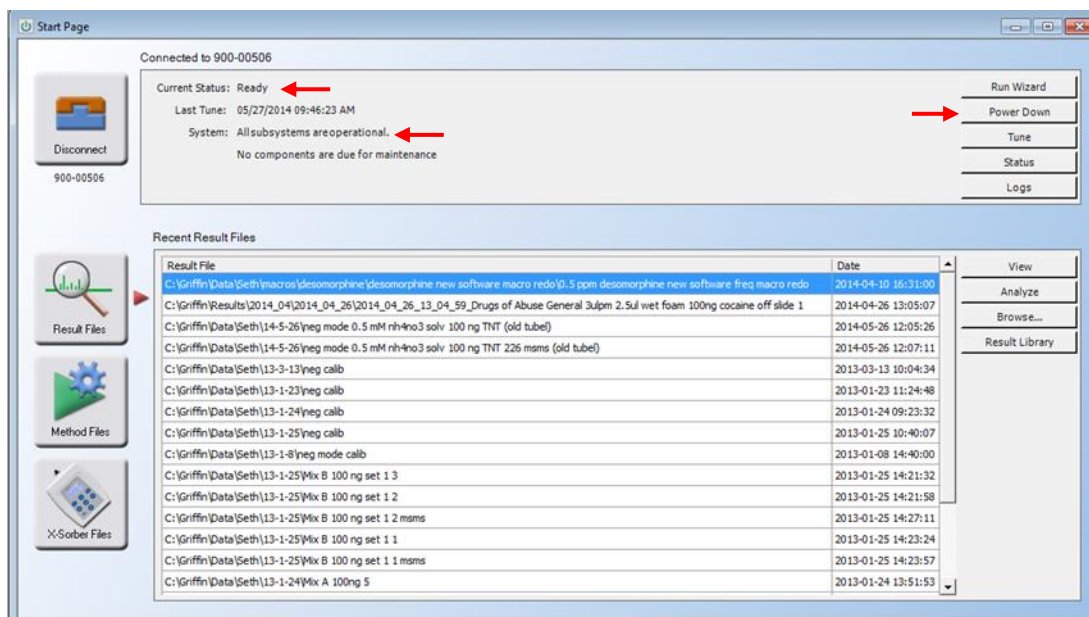 Start Page
Connected to 900-00506
Current Status: Ready
Last Tune: 05/27/2014 09:46:23 AM
System: All subsystems are operational.
No components are due for maintenance
Run Wizard
Power Down
Tune
Status
Logs
Disconnect
900-00506
Recent Result Files
Result File Date
C:\Griffin\Data\Seth\macros\desomorphine\desomorphine new software macro redo\0.5 ppm desomorphine new software freq macro redo 2014-04-10 16:31:00
C:\Griffin\Results\2014_04\2014_04_26\2014_04_26_13_04_59_Drugs of Abuse General 3ulpm 2.5ul wet foam 100ng cocaine off slide 1 2014-04-26 13:05:07
C:\Griffin\Data\Seth\14-5-26\neg mode 0.5 mM nh4no3 solv 100 ng TNT (old tubel) 2014-05-26 12:05:26
C:\Griffin\Data\Seth\14-5-26\neg mode 0.5 mM nh4no3 solv 100 ng TNT 226 msms (old tubel) 2014-05-26 12:07:11
C:\Griffin\Data\Seth\13-3-13\neg calib 2013-03-13 10:04:34
C:\Griffin\Data\Seth\13-1-23\neg calib 2013-01-23 11:24:48
C:\Griffin\Data\Seth\13-1-24\neg calib 2013-01-24 09:23:32
C:\Griffin\Data\Seth\13-1-25\neg calib 2013-01-25 10:40:07
C:\Griffin\Data\Seth\13-1-8\neg mode calib 2013-01-08 14:40:00
C:\Griffin\Data\Seth\13-1-25\Mix B 100 ng set 1 3 2013-01-25 14:21:32
C:\Griffin\Data\Seth\13-1-25\Mix B 100 ng set 1 2 2013-01-25 14:21:58
C:\Griffin\Data\Seth\13-1-25\Mix B 100 ng set 1 2 msms 2013-01-25 14:27:11
C:\Griffin\Data\Seth\13-1-25\Mix B 100 ng set 1 1 2013-01-25 14:23:24
C:\Griffin\Data\Seth\13-1-25\Mix B 100 ng set 1 1 msms 2013-01-25 14:23:57
C:\Griffin\Data\Seth\13-1-24\Mix A 100ng 5 2013-01-24 13:51:53
View
Analyze
Browse...
Result Library
Result Files
Method Files
X-Sorber Files